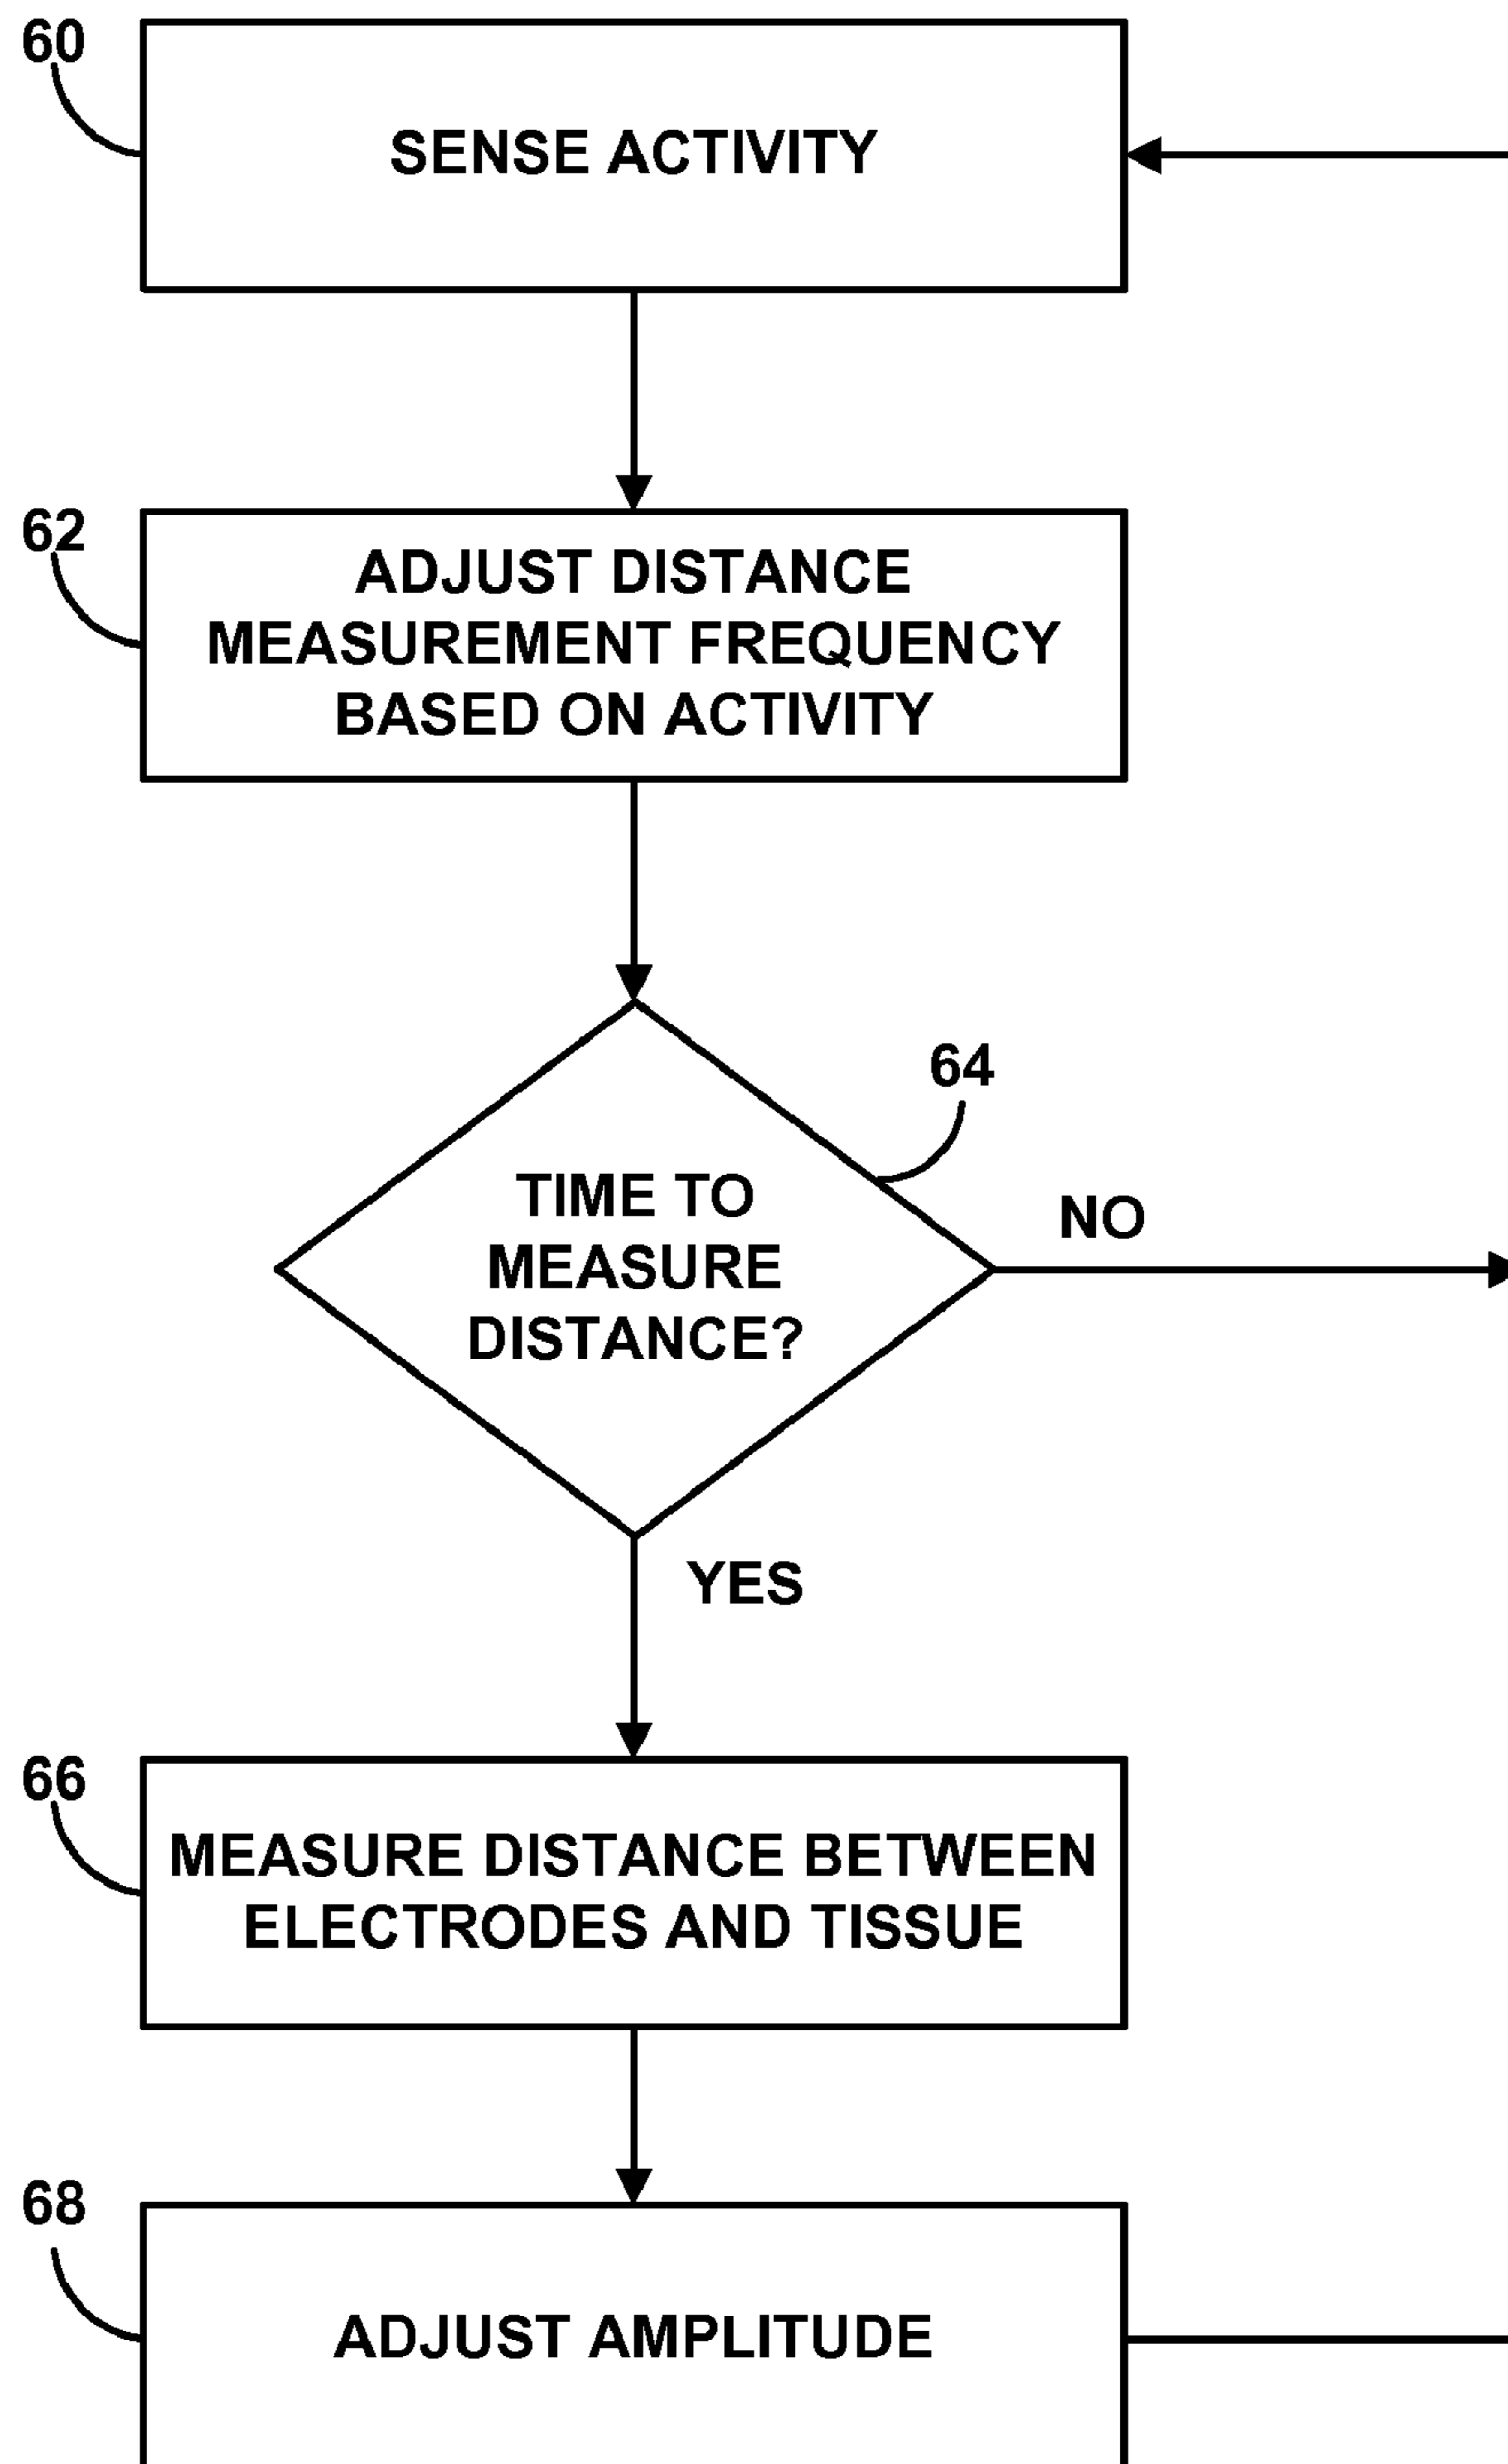 60
SENSE ACTIVITY
62
ADJUST DISTANCE
MEASUREMENT FREQUENCY
BASED ON ACTIVITY
64
TIME TO
MEASURE
DISTANCE?
NO
YES
66
MEASURE DISTANCE BETWEEN
ELECTRODES AND TISSUE
68
ADJUST AMPLITUDE